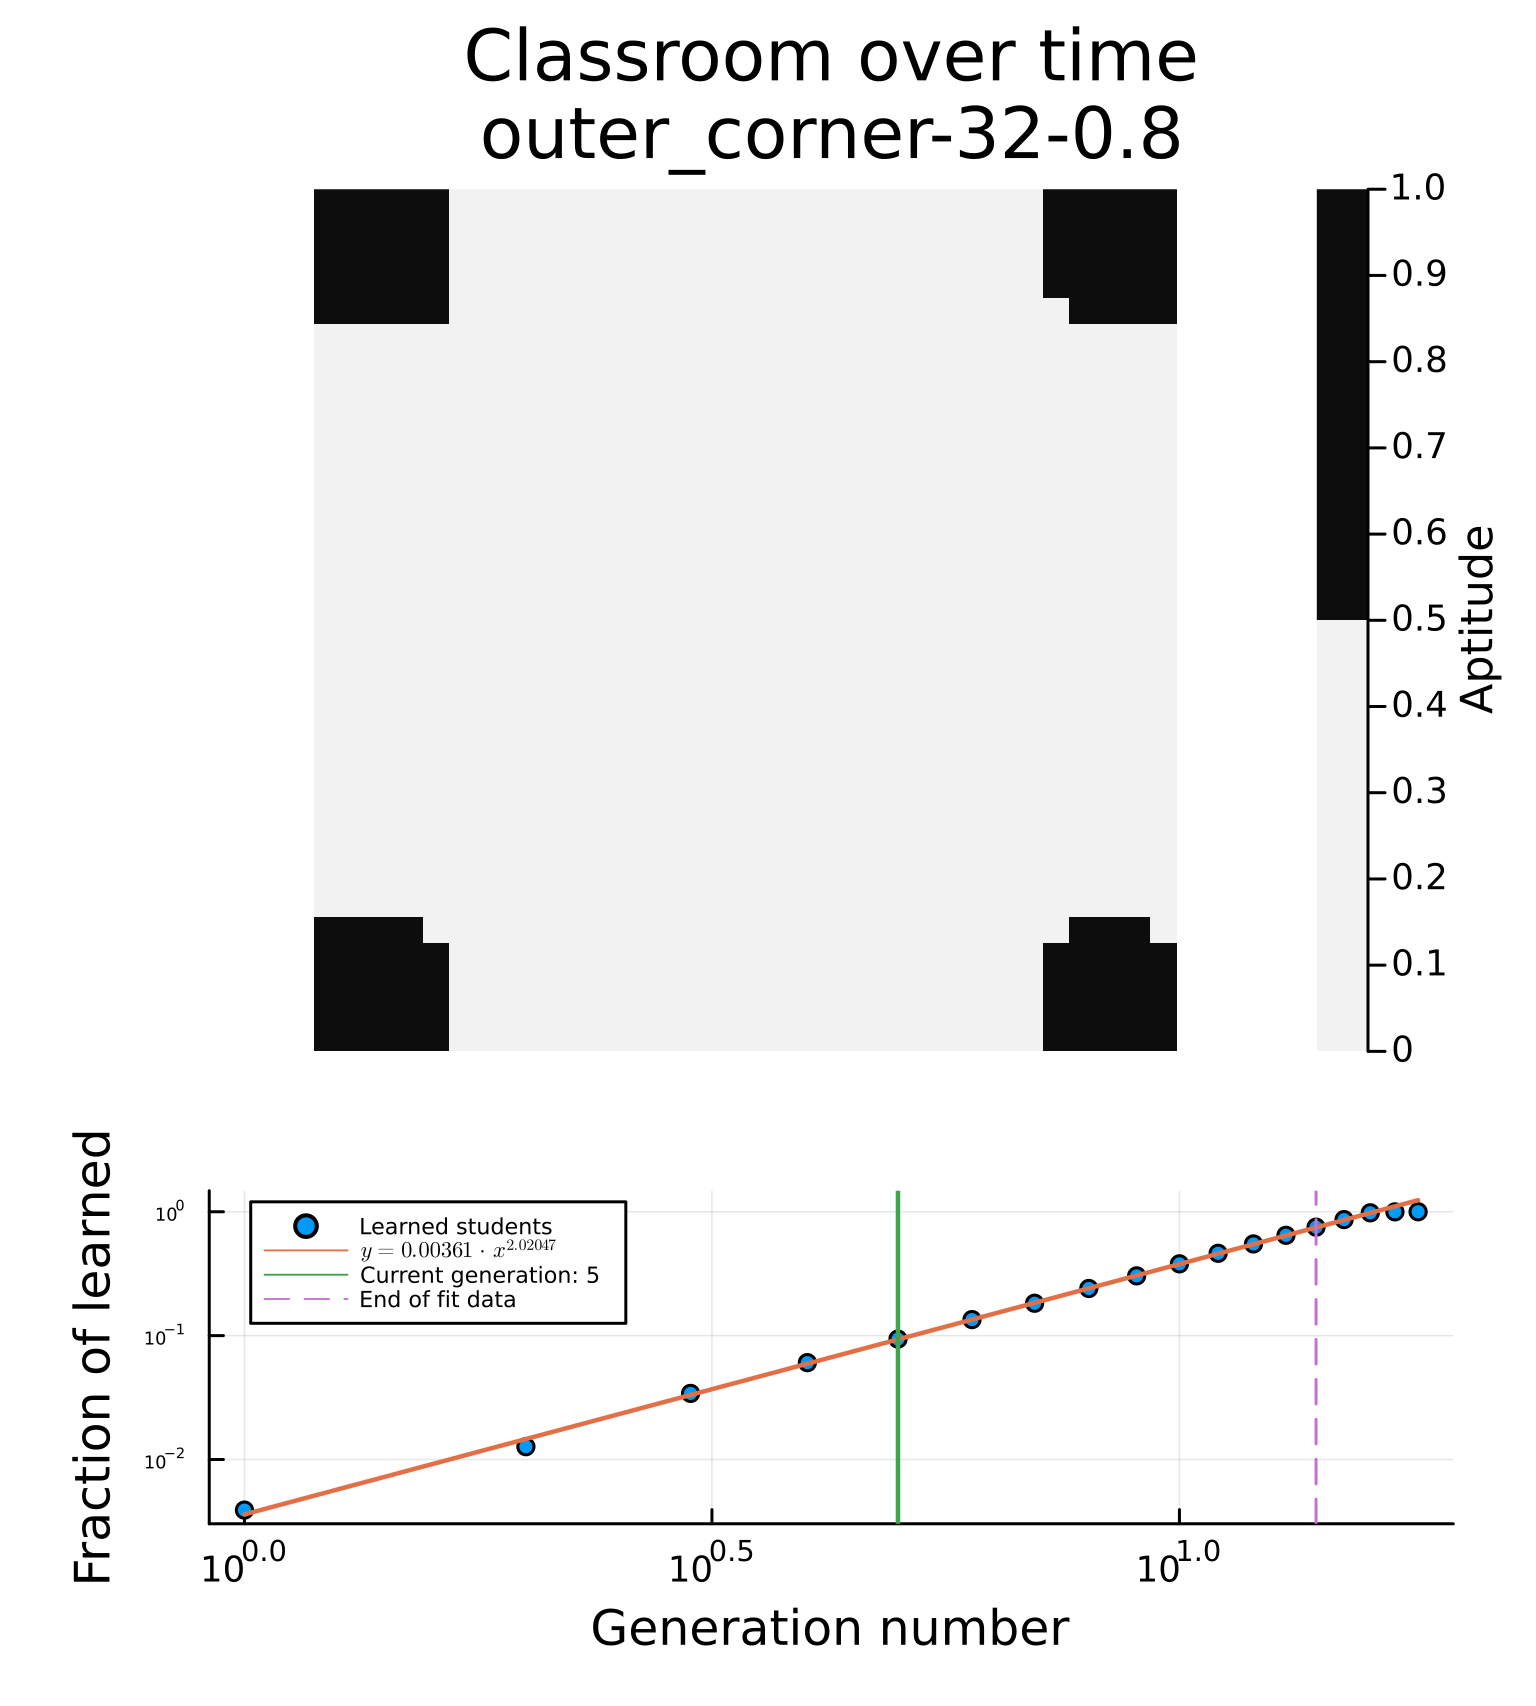 Classroom over time
outer_corner-32-0.8
1.0
0.9
0.8
0.7
0.6
0.5
0.4
0.3
0.2
0.1
0
Aptitude
Fraction of learned
10⁰
10⁻¹
10⁻²
Learned students
y = 0.00361 · x^2.02047
Current generation: 5
End of fit data
10^0.0
10^0.5
10^1.0
Generation number